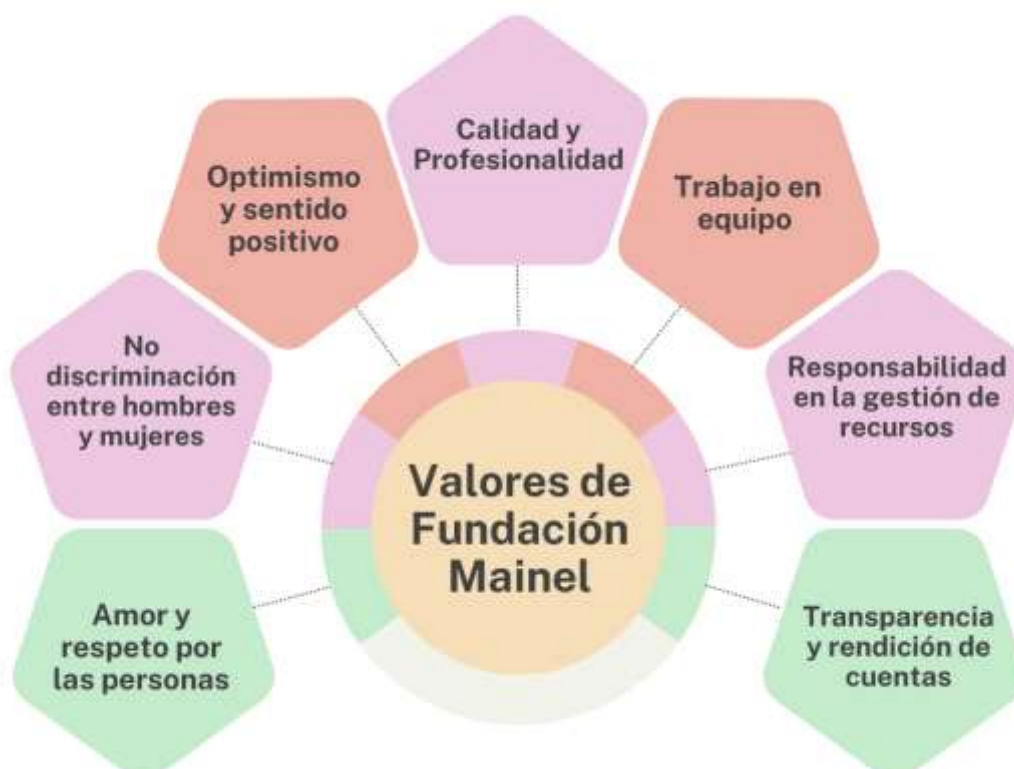 Calidad y
Profesionalidad
Optimismo
y sentido
positivo
Trabajo en
equipo
No
discriminación
entre hombres
y mujeres
Responsabilidad
en la gestión de
recursos
Valores de
Fundación
Mainel
Amor y
respeto por
las personas
Transparencia
y rendición de
cuentas